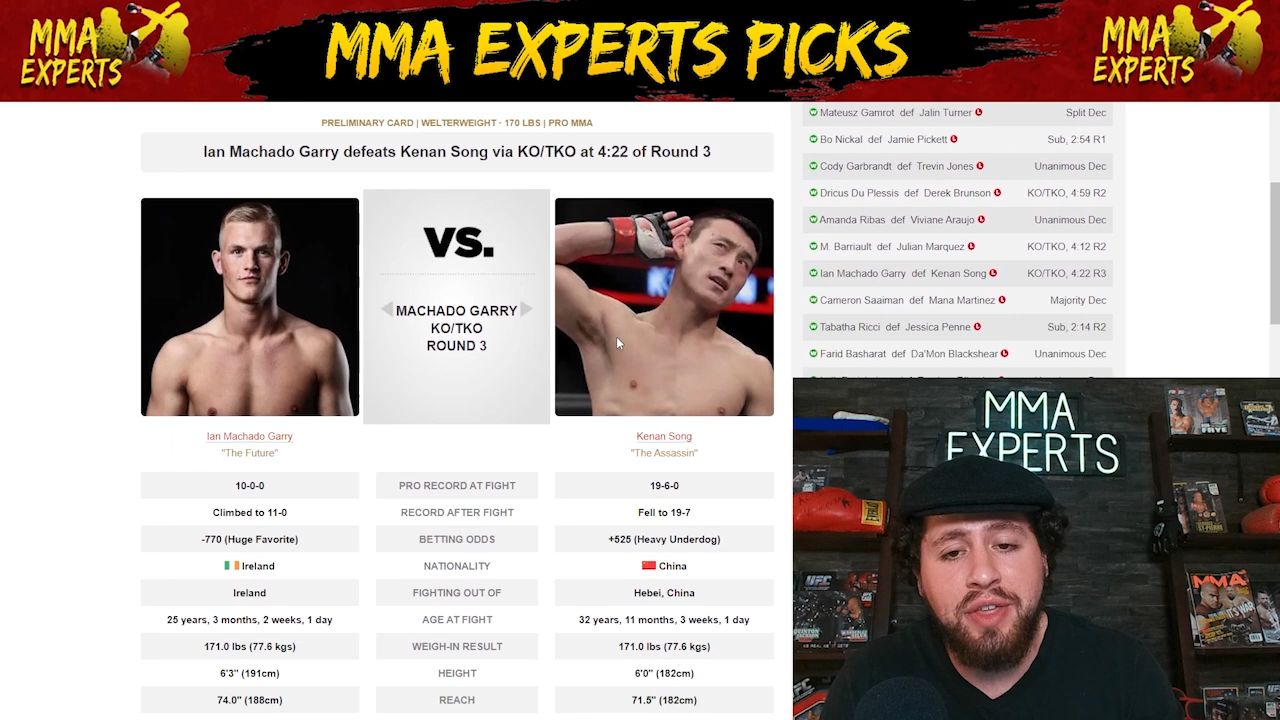 MMA
EXPERTS
MMA EXPERTS PICKS
MMA
EXPERTS
PRELIMINARY CARD | WELTERWEIGHT · 170 LBS | PRO MMA
Ian Machado Garry defeats Kenan Song via KO/TKO at 4:22 of Round 3
VS.
MACHADO GARRY
KO/TKO
ROUND 3
Ian Machado Garry
Kenan Song
"The Future"
"The Assassin"
10-0-0 PRO RECORD AT FIGHT 19-6-0
Climbed to 11-0 RECORD AFTER FIGHT Fell to 19-7
-770 (Huge Favorite) BETTING ODDS +525 (Heavy Underdog)
Ireland NATIONALITY China
Ireland FIGHTING OUT OF Hebei, China
25 years, 3 months, 2 weeks, 1 day AGE AT FIGHT 32 years, 11 months, 3 weeks, 1 day
171.0 lbs (77.6 kgs) WEIGH-IN RESULT 171.0 lbs (77.6 kgs)
6'3" (191cm) HEIGHT 6'0" (182cm)
74.0" (188cm) REACH 71.5" (182cm)
W Mateusz Gamrot def Jalin Turner L Split Dec
W Bo Nickal def Jamie Pickett L Sub, 2:54 R1
W Cody Garbrandt def Trevin Jones L Unanimous Dec
W Dricus Du Plessis def Derek Brunson L KO/TKO, 4:59 R2
W Amanda Ribas def Viviane Araujo L Unanimous Dec
W M. Barriault def Julian Marquez L KO/TKO, 4:12 R2
W Ian Machado Garry def Kenan Song L KO/TKO, 4:22 R3
W Cameron Saaiman def Mana Martinez L Majority Dec
W Tabatha Ricci def Jessica Penne L Sub, 2:14 R2
W Farid Basharat def Da'Mon Blackshear L Unanimous Dec
MMA
EXPERTS
UFC
MMA
UFC